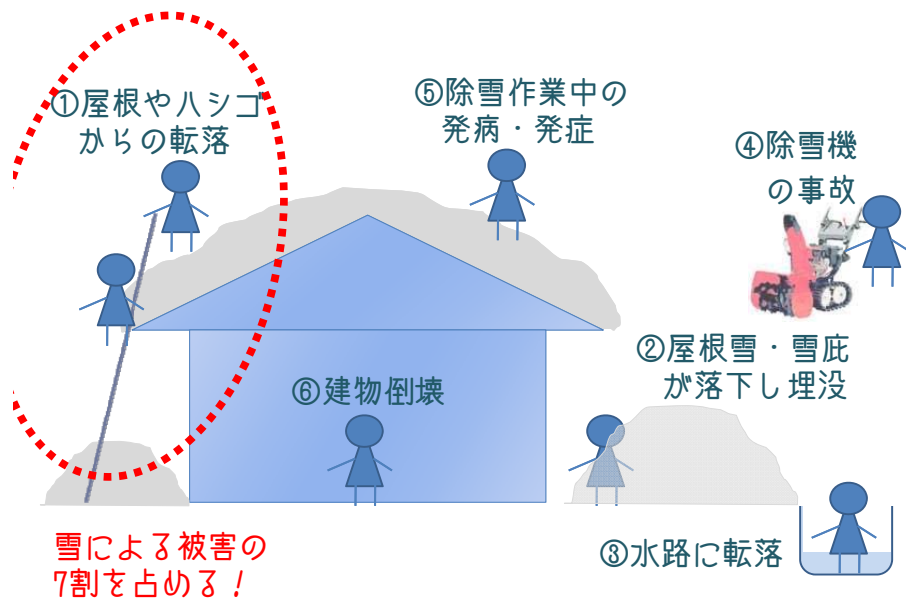 ①屋根やハシゴ
からの転落
⑤除雪作業中の
発病・発症
④除雪機
の事故
②屋根雪・雪庇
が落下し埋没
⑥建物倒壊
③水路に転落
雪による被害の
7割を占める!